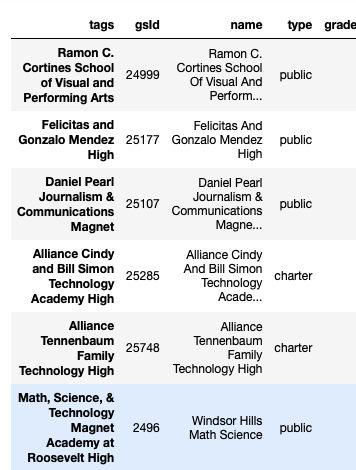 tags gsId name type grade
Ramon C.
Cortines School
of Visual and
Performing Arts
24999
Ramon C.
Cortines School
Of Visual And
Perform...
public
Felicitas and
Gonzalo Mendez
High
25177
Felicitas And
Gonzalo Mendez
High
public
Daniel Pearl
Journalism &
Communications
Magnet
25107
Daniel Pearl
Journalism &
Communications
Magne...
public
Alliance Cindy
and Bill Simon
Technology
Academy High
25285
Alliance Cindy
And Bill Simon
Technology
Acade...
charter
Alliance
Tennenbaum
Family
Technology High
25748
Alliance
Tennenbaum
Family
Technology High
charter
Math, Science, &
Technology
Magnet
Academy at
Roosevelt High
2496
Windsor Hills
Math Science
public